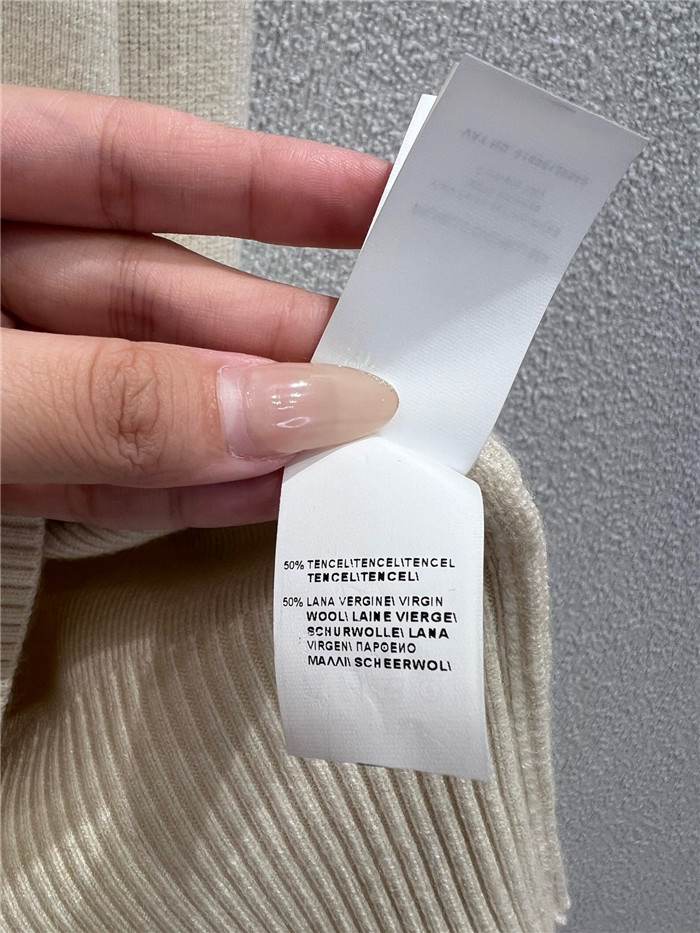 50% TENCEL\TENCEL\TENCEL
TENCEL\TENCEL\
50% LANA VERGINE\ VIRGIN
WOOL\ LAINE VIERGE\
SCHURWOLLE\ LANA
VIRGEN\ ΠΑΡΘΕΝΟ
ΜΑΛΛΙ\ SCHEERWOL\